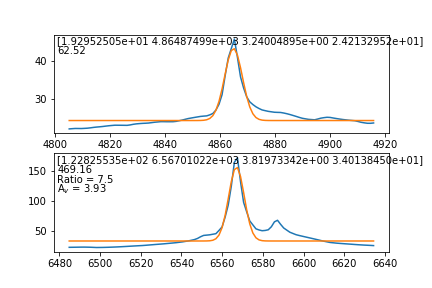 [1.92952505e+01 4.86487499e+03 3.24004895e+00 2.42132952e+01]
62.52
40
30
4800 4820 4840 4860 4880 4900 4920
[1.22825535e+02 6.56701022e+03 3.81973342e+00 3.40138450e+01]
469.16
Ratio = 7.5
Aᵥ = 3.93
150
100
50
6480 6500 6520 6540 6560 6580 6600 6620 6640